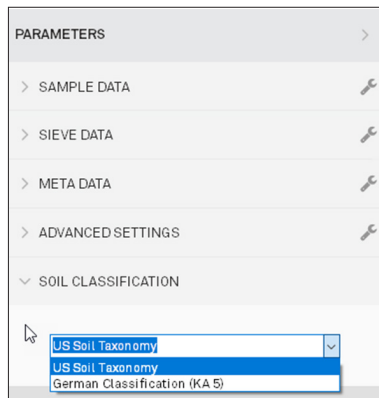 PARAMETERS
SAMPLE DATA
SIEVE DATA
META DATA
ADVANCED SETTINGS
SOIL CLASSIFICATION
US Soil Taxonomy
US Soil Taxonomy
German Classification (KA 5)